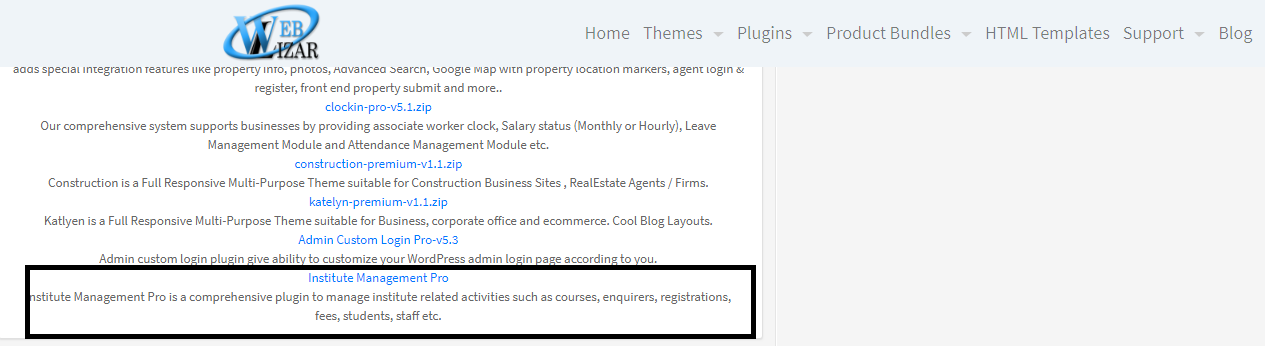 WEB
WIZAR
Home Themes Plugins Product Bundles HTML Templates Support Blog
adds special integration features like property info, photos, Advanced Search, Google Map with property location markers, agent login &
register, front end property submit and more..
clockin-pro-v5.1.zip
Our comprehensive system supports businesses by providing associate worker clock, Salary status (Monthly or Hourly), Leave
Management Module and Attendance Management Module etc.
construction-premium-v1.1.zip
Construction is a Full Responsive Multi-Purpose Theme suitable for Construction Business Sites , RealEstate Agents / Firms.
katelyn-premium-v1.1.zip
Katlyen is a Full Responsive Multi-Purpose Theme suitable for Business, corporate office and ecommerce. Cool Blog Layouts.
Admin Custom Login Pro-v5.3
Admin custom login plugin give ability to customize your WordPress admin login page according to you.
Institute Management Pro
Institute Management Pro is a comprehensive plugin to manage institute related activities such as courses, enquirers, registrations,
fees, students, staff etc.